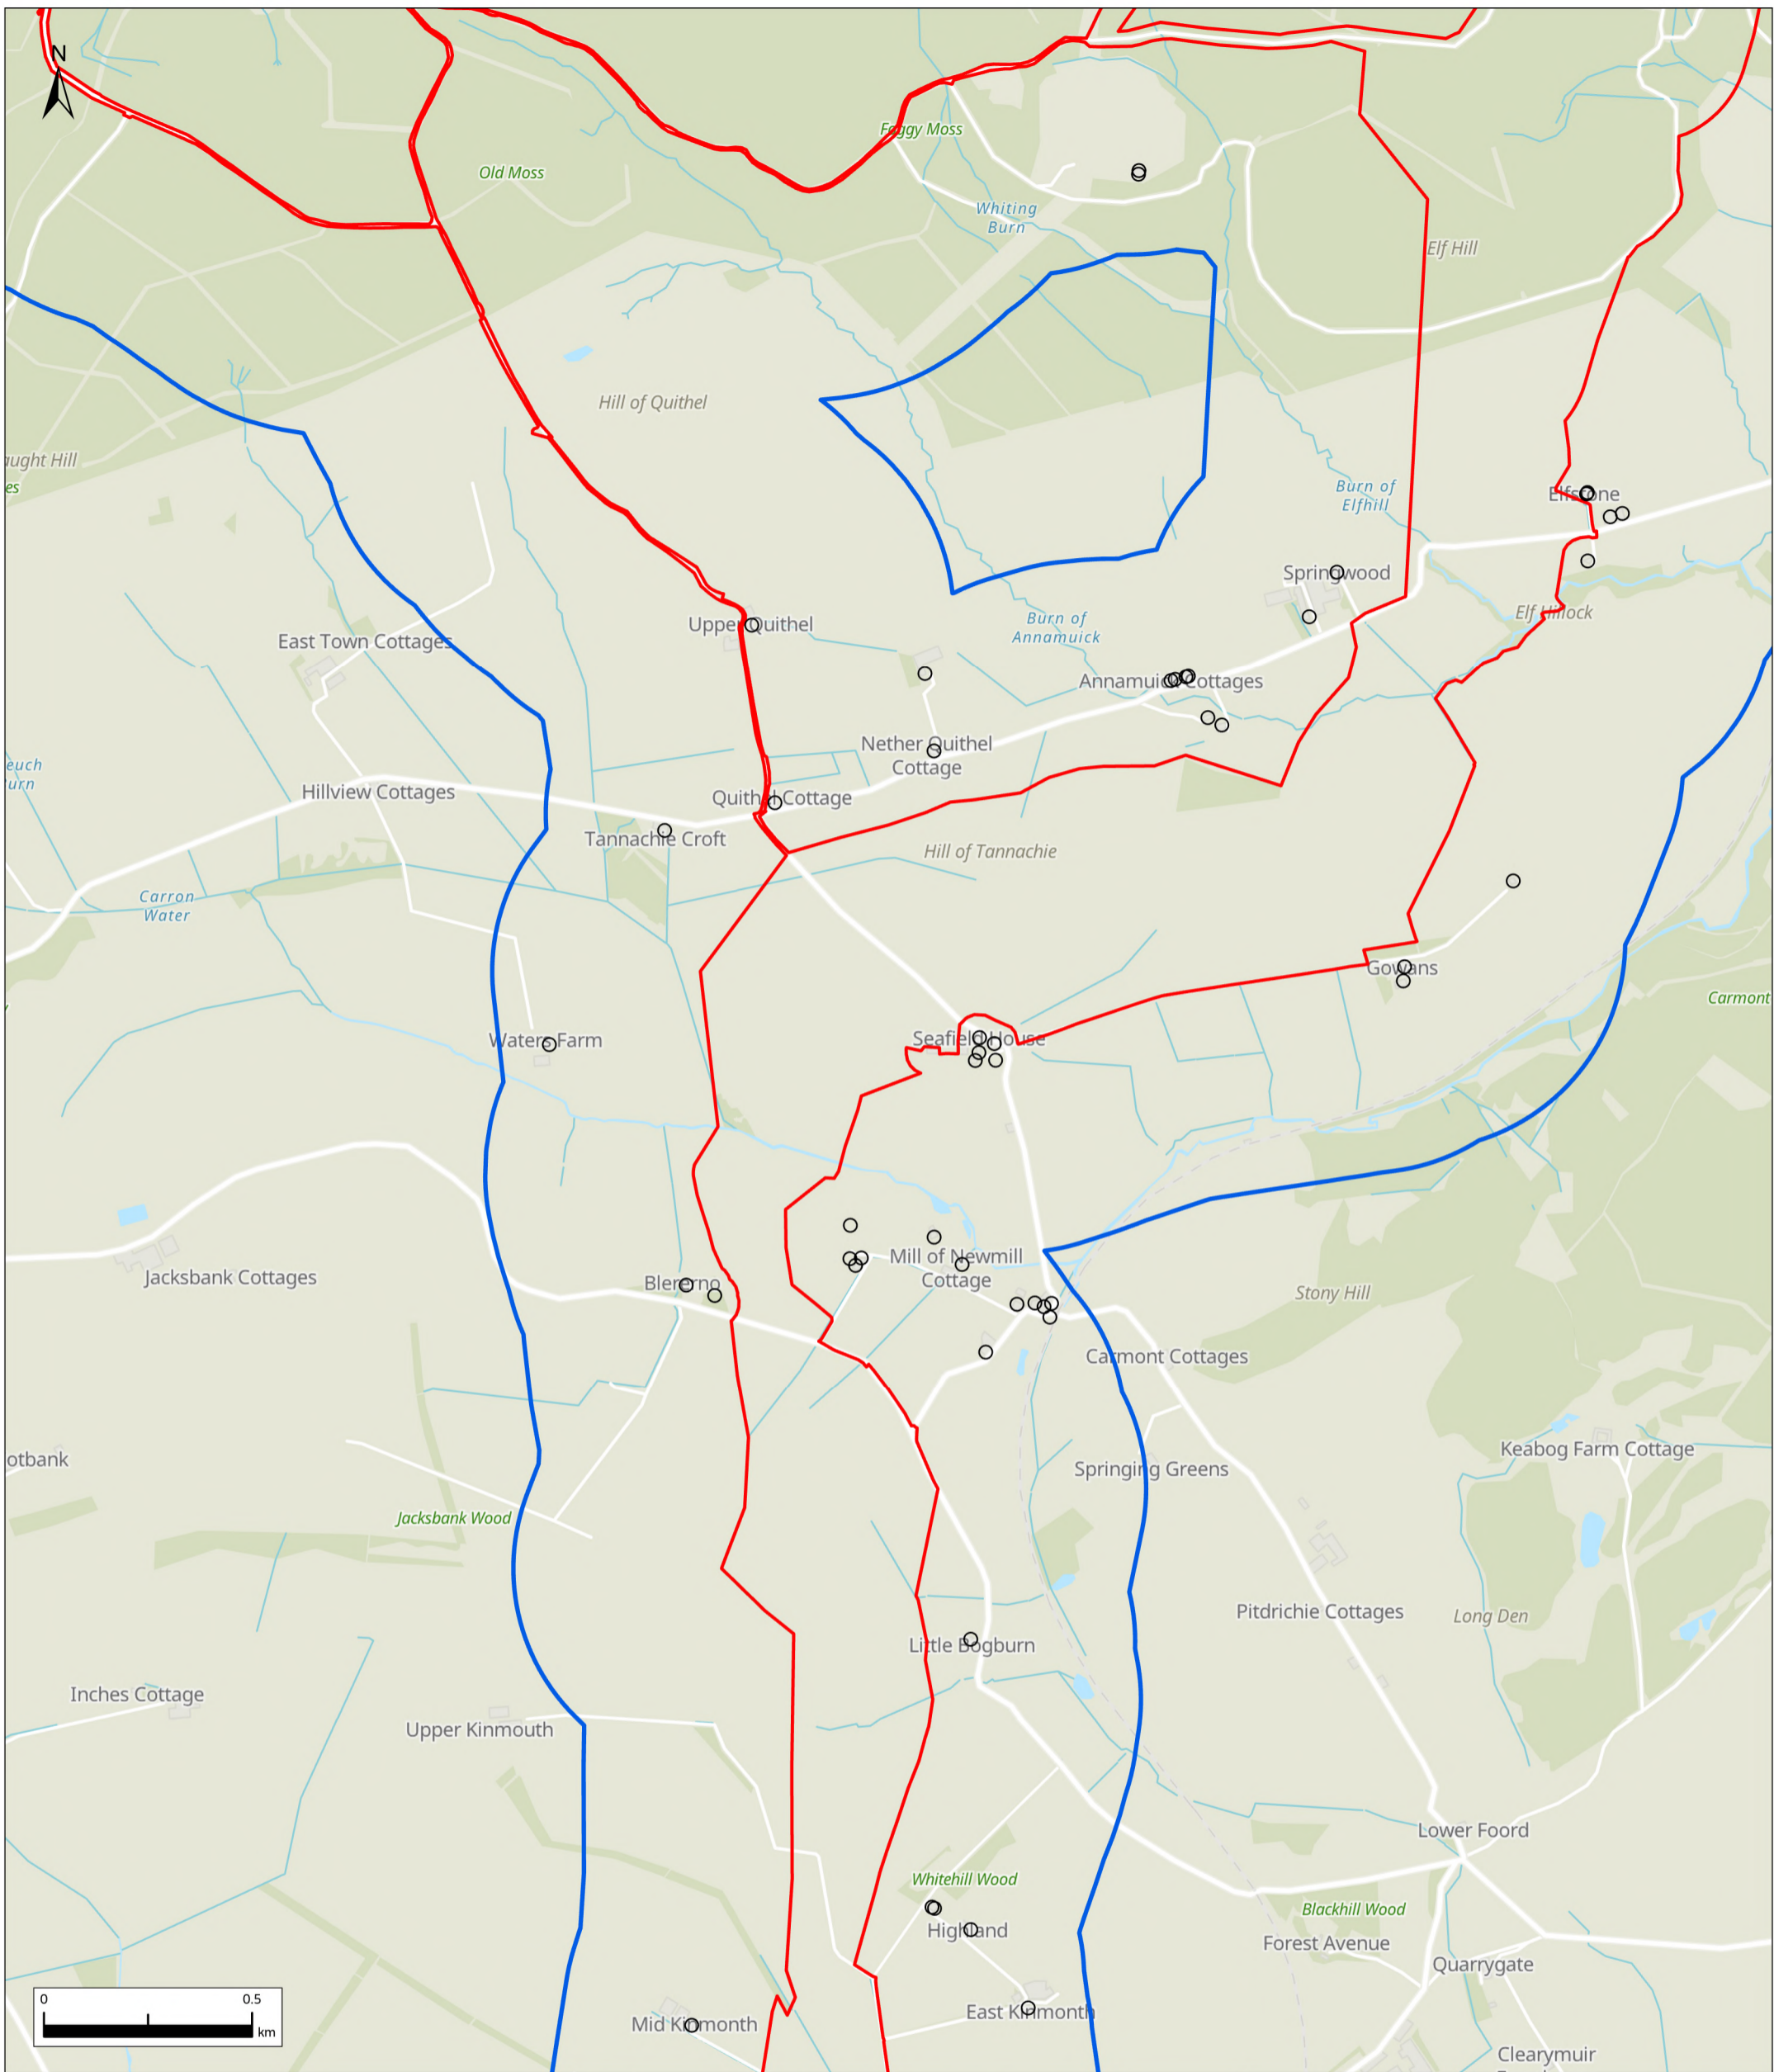 N
Foggy Moss
Old Moss
Whiting
Burn
Elf Hill
Hill of Quithel
aught Hill
es
Burn of
Elfhill
Elfstone
Springwood
Elf Hillock
Upper Quithel
Burn of
Annamuick
East Town Cottages
Annamuick Cottages
Nether Quithel
Cottage
euch
urn
Hillview Cottages
Quithel Cottage
Tannachie Croft
Hill of Tannachie
Carron
Water
Gowans
Carmont
Seafield House
Waters Farm
Mill of Newmill
Cottage
Jacksbank Cottages
Blererno
Stony Hill
Carmont Cottages
Keabog Farm Cottage
otbank
Springing Greens
Jacksbank Wood
Pitdrichie Cottages
Long Den
Little Bogburn
Inches Cottage
Upper Kinmouth
Lower Foord
Whitehill Wood
Blackhill Wood
Highland
Forest Avenue
Quarrygate
0
0.5
km
East Kinmonth
Mid Kinmonth
Clearymuir